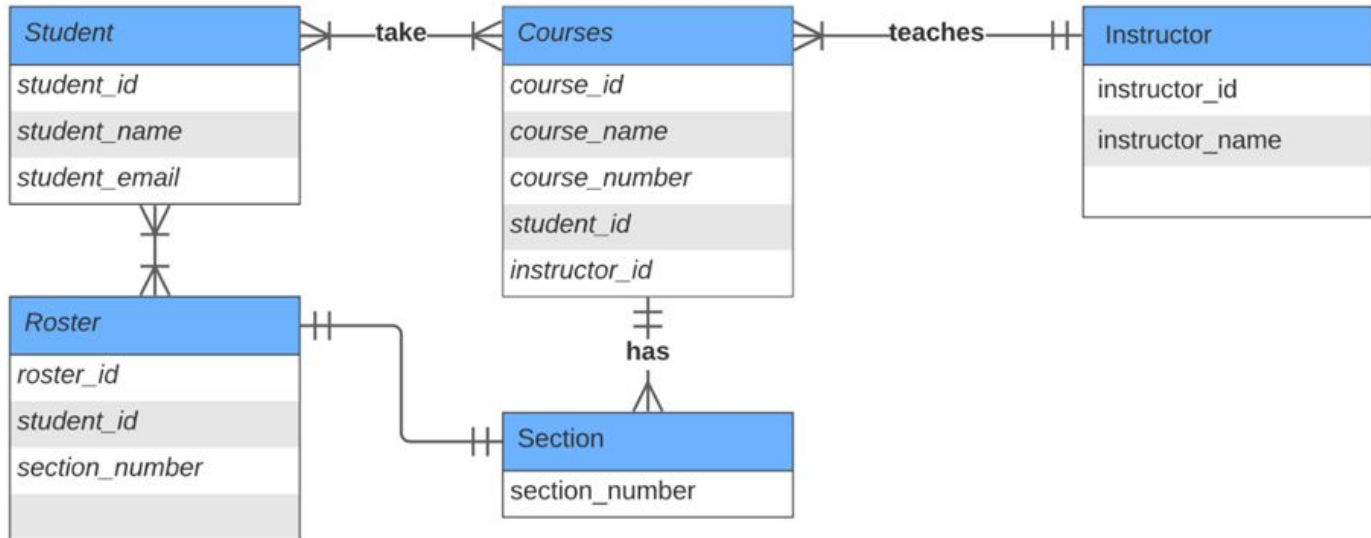 Student
student_id
student_name
student_email
take
Courses
course_id
course_name
course_number
student_id
instructor_id
teaches
Instructor
instructor_id
instructor_name
Roster
roster_id
student_id
section_number
has
Section
section_number